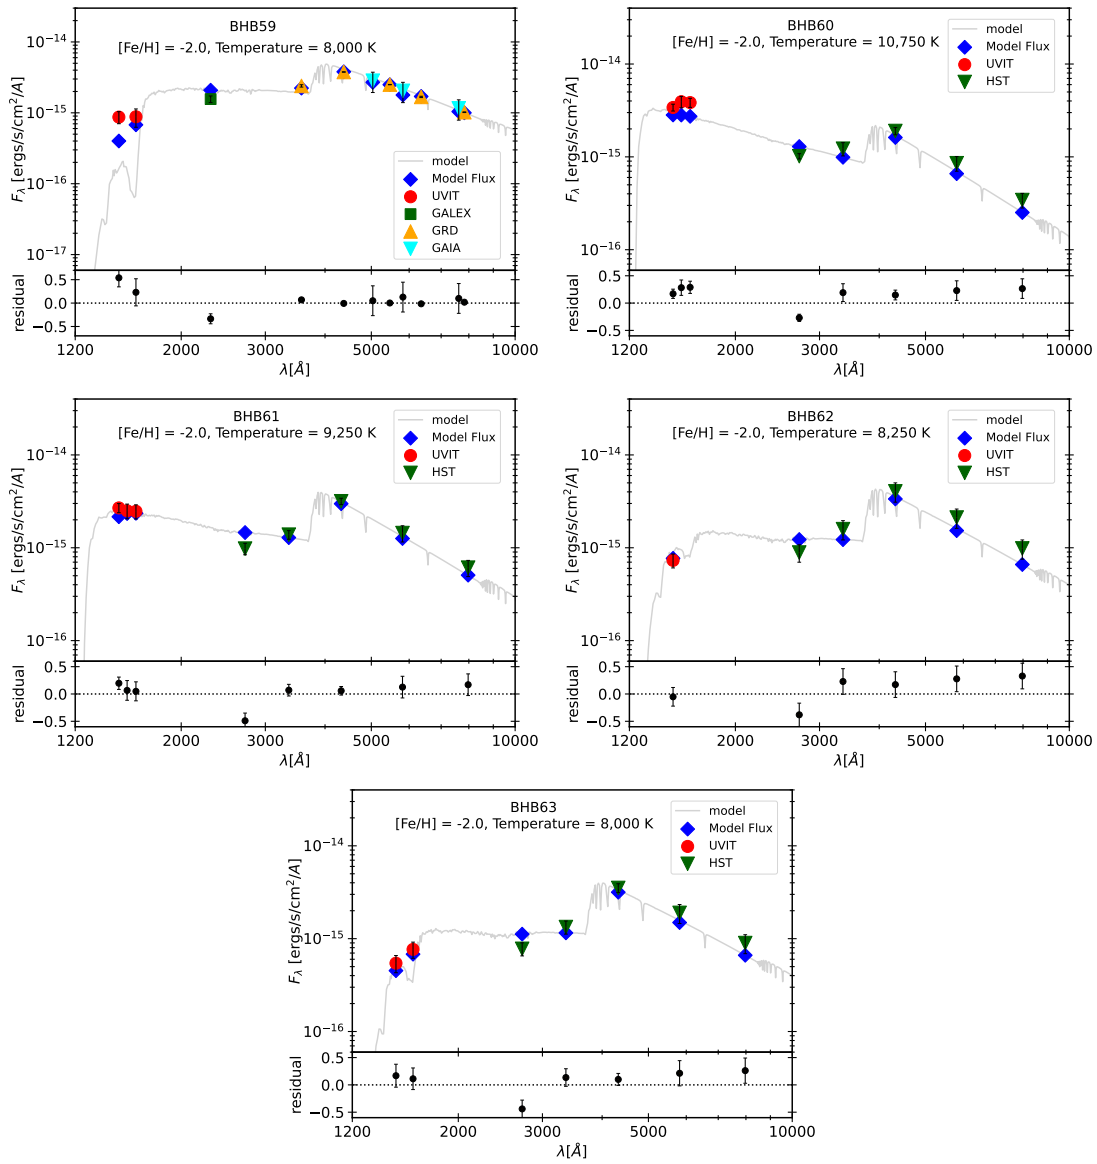 BHB59
[Fe/H] = -2.0, Temperature = 8,000 K
10⁻¹⁴
10⁻¹⁵
10⁻¹⁶
10⁻¹⁷
F_λ [ergs/s/cm²/A]
model
Model Flux
UVIT
GALEX
GRD
GAIA
0.5
0.0
−0.5
residual
1200
2000
3000
5000
10000
λ[Å]
BHB60
[Fe/H] = -2.0, Temperature = 10,750 K
10⁻¹⁴
10⁻¹⁵
10⁻¹⁶
F_λ [ergs/s/cm²/A]
model
Model Flux
UVIT
HST
0.5
0.0
−0.5
residual
1200
2000
3000
5000
10000
λ[Å]
BHB61
[Fe/H] = -2.0, Temperature = 9,250 K
10⁻¹⁴
10⁻¹⁵
10⁻¹⁶
F_λ [ergs/s/cm²/A]
model
Model Flux
UVIT
HST
0.5
0.0
−0.5
residual
1200
2000
3000
5000
10000
λ[Å]
BHB62
[Fe/H] = -2.0, Temperature = 8,250 K
10⁻¹⁴
10⁻¹⁵
10⁻¹⁶
F_λ [ergs/s/cm²/A]
model
Model Flux
UVIT
HST
0.5
0.0
−0.5
residual
1200
2000
3000
5000
10000
λ[Å]
BHB63
[Fe/H] = -2.0, Temperature = 8,000 K
10⁻¹⁴
10⁻¹⁵
10⁻¹⁶
F_λ [ergs/s/cm²/A]
model
Model Flux
UVIT
HST
0.5
0.0
−0.5
residual
1200
2000
3000
5000
10000
λ[Å]